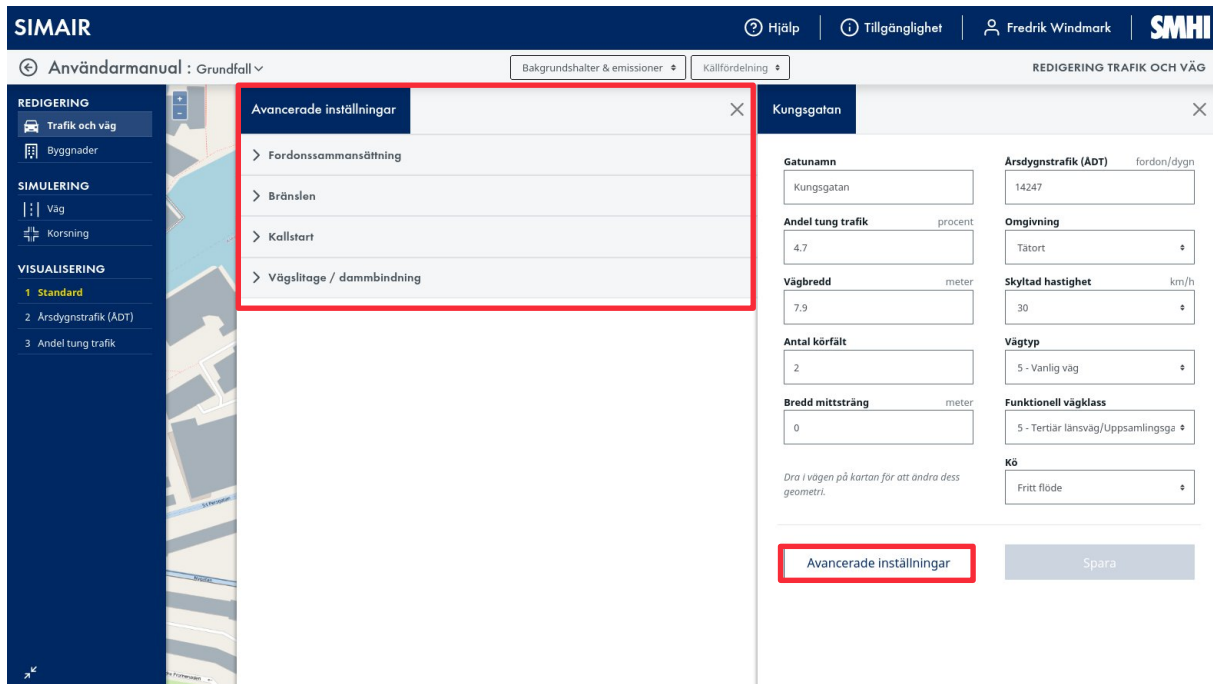 SIMAIR
Hjälp
Tillgänglighet
Fredrik Windmark
SMHI
Användarmanual : Grundfall
Bakgrundshalter & emissioner
Källfördelning
REDIGERING TRAFIK OCH VÄG
REDIGERING
Trafik och väg
Byggnader
SIMULERING
Väg
Korsning
VISUALISERING
1 Standard
2 Årsdygnstrafik (ÅDT)
3 Andel tung trafik
+
-
Avancerade inställningar
Fordonssammansättning
Bränslen
Kallstart
Vägslitage / dammbindning
Kungsgatan
Gatunamn
Kungsgatan
Årsdygnstrafik (ÅDT) fordon/dygn
14247
Andel tung trafik procent
4.7
Omgivning
Tätort
Vägbredd meter
7.9
Skyltad hastighet km/h
30
Antal körfält
2
Vägtyp
5 - Vanlig väg
Bredd mittsträng meter
0
Funktionell vägklass
5 - Tertiär länsväg/Uppsamlingsga
Dra i vägen på kartan för att ändra dess
geometri.
Kö
Fritt flöde
Avancerade inställningar
Spara